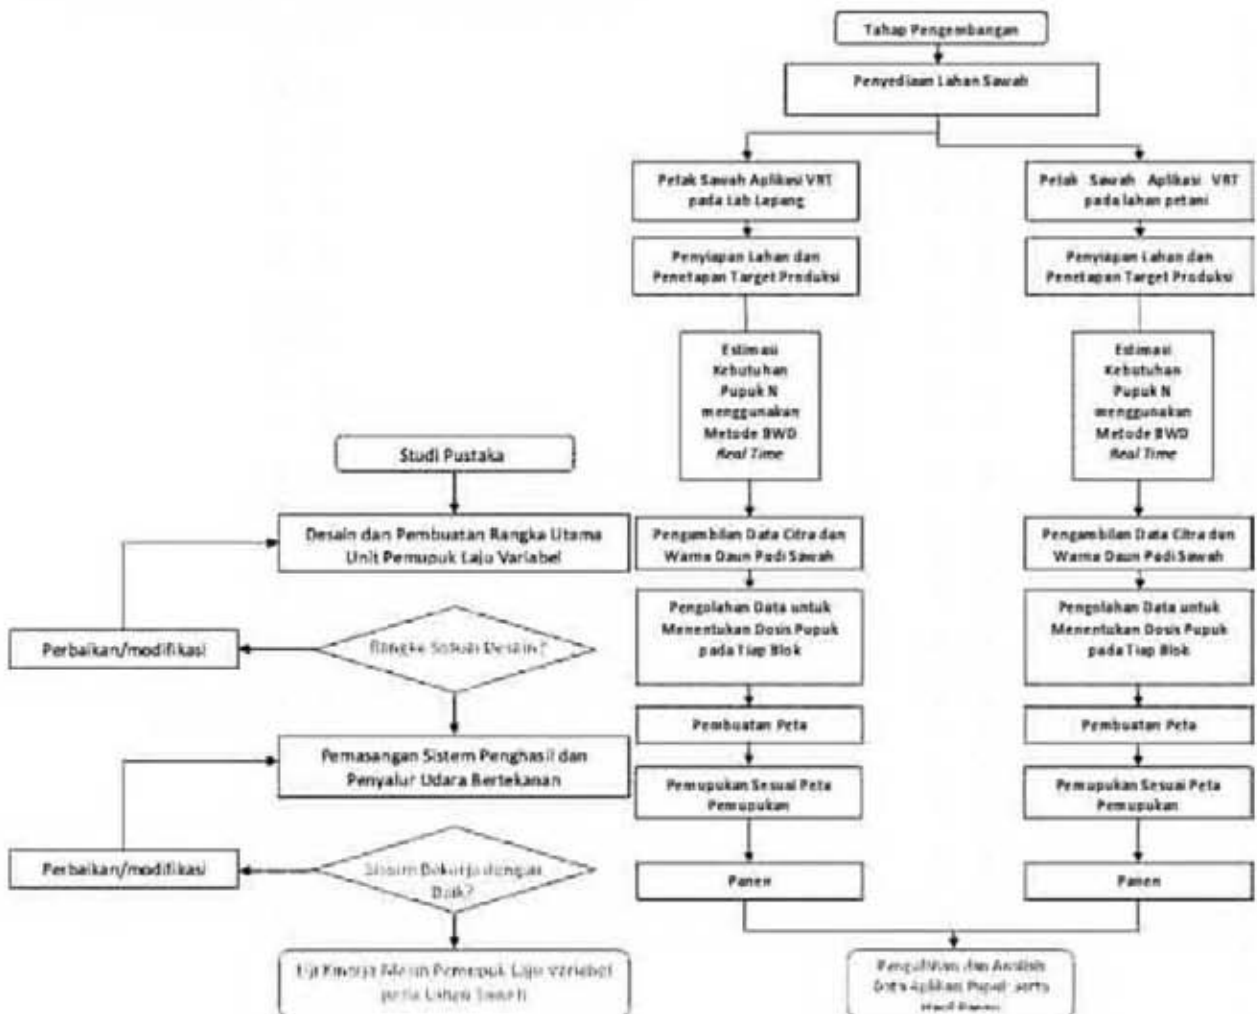 Tahap Pengembangan
Penyediaan Lahan Sawah
Petak Sawah Aplikasi VRT
pada Lab Lapang
Petak Sawah Aplikasi VRT
pada lahan petani
Penyiapan Lahan dan
Penetapan Target Produksi
Penyiapan Lahan dan
Penetapan Target Produksi
Estimasi
Kebutuhan
Pupuk N
menggunakan
Metode BWD
Real Time
Estimasi
Kebutuhan
Pupuk N
menggunakan
Metode BWD
Real Time
Studi Pustaka
Desain dan Pembuatan Rangka Utama
Unit Pemupuk Laju Variabel
Pengambilan Data Citra dan
Warna Daun Padi Sawah
Pengambilan Data Citra dan
Warna Daun Padi Sawah
Pengolahan Data untuk
Menentukan Dosis Pupuk
pada Tiap Blok
Pengolahan Data untuk
Menentukan Dosis Pupuk
pada Tiap Blok
Perbaikan/modifikasi
Rangka Sesuai Desain?
Pembuatan Peta
Pembuatan Peta
Pemasangan Sistem Penghasil dan
Penyalur Udara Bertekanan
Pemupukan Sesuai Peta
Pemupukan
Pemupukan Sesuai Peta
Pemupukan
Perbaikan/modifikasi
Sistim Bekerja dengan
Baik?
Panen
Panen
Uji Kinerja Mesin Pemupuk Laju Variabel
pada Lahan Sawah
Pengolahan dan Analisis
Data Aplikasi Pupuk serta
Hasil Panen